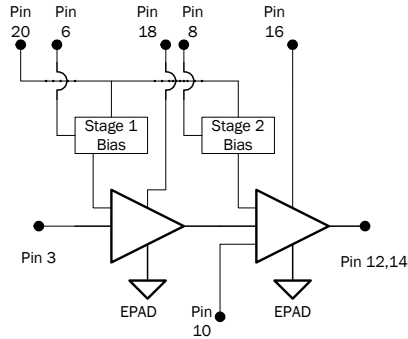 Pin 20
Pin 6
Pin 18
Pin 8
Pin 16
Stage 1
Bias
Stage 2
Bias
Pin 3
Pin 12,14
EPAD
Pin 10
EPAD